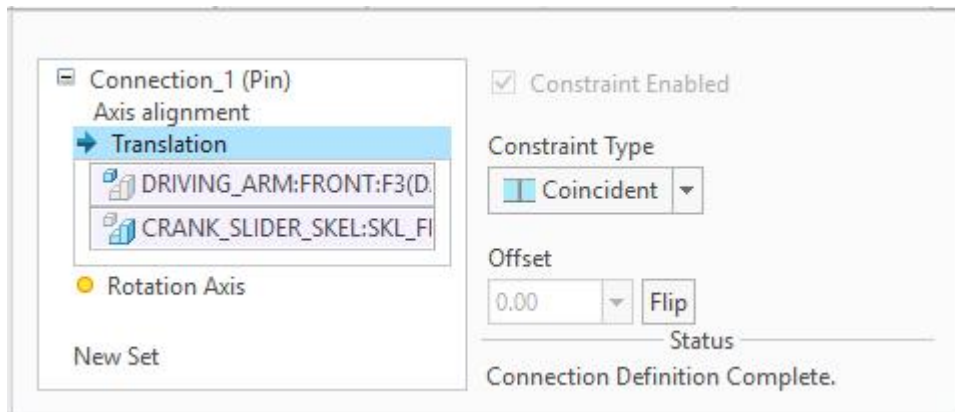 Connection_1 (Pin)
Axis alignment
Translation
DRIVING_ARM:FRONT:F3(D
CRANK_SLIDER_SKEL:SKL_F
Rotation Axis
New Set
Constraint Enabled
Constraint Type
Coincident
Offset
0.00
Flip
Status
Connection Definition Complete.